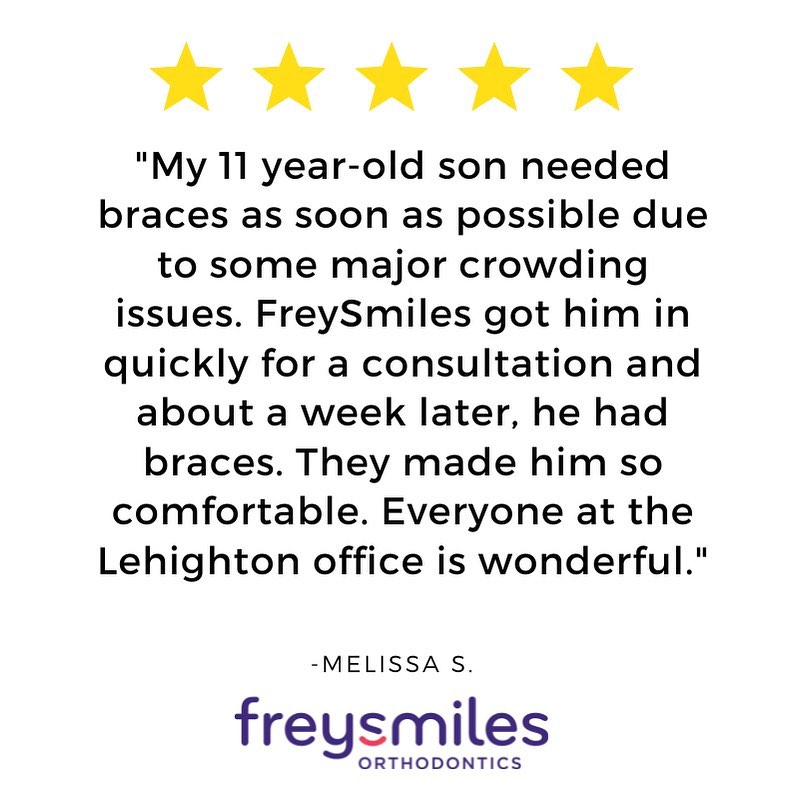 "My 11 year-old son needed
braces as soon as possible due
to some major crowding
issues. FreySmiles got him in
quickly for a consultation and
about a week later, he had
braces. They made him so
comfortable. Everyone at the
Lehighton office is wonderful."
-MELISSA S.
freysmiles
ORTHODONTICS